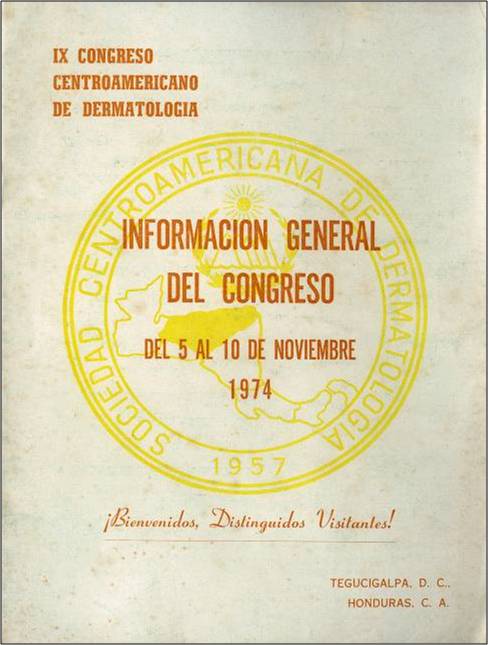 IX CONGRESO
CENTROAMERICANO
DE DERMATOLOGIA
SOCIEDAD CENTROAMERICANA DE DERMATOLOGIA
INFORMACION GENERAL
DEL CONGRESO
DEL 5 AL 10 DE NOVIEMBRE
1974
1957
¡Bienvenidos, Distinguidos Visitantes!
TEGUCIGALPA, D. C.,
HONDURAS, C. A.